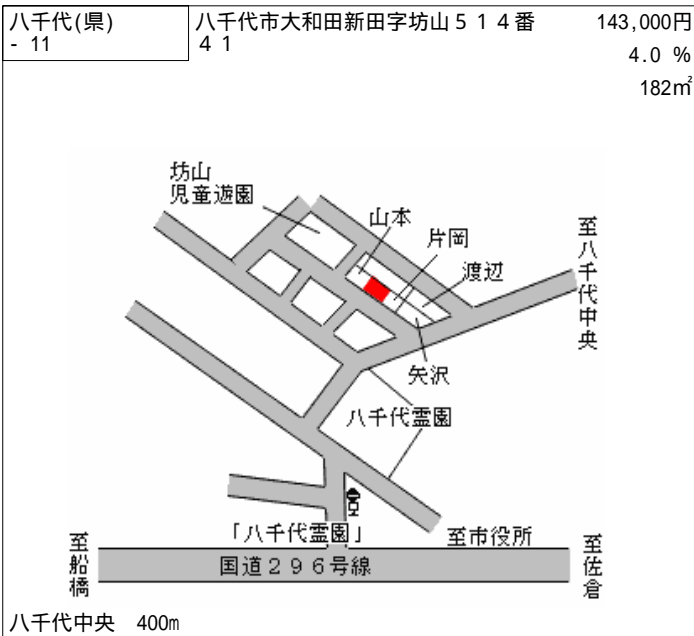 八千代(県)
- 11
八千代市大和田新田字坊山５１４番
４１
143,000円
4.0 %
182㎡
坊山
児童遊園
山本
片岡
渡辺
至八千代中央
矢沢
八千代霊園
「八千代霊園」
至市役所
至船橋
国道２９６号線
至佐倉
八千代中央　400m